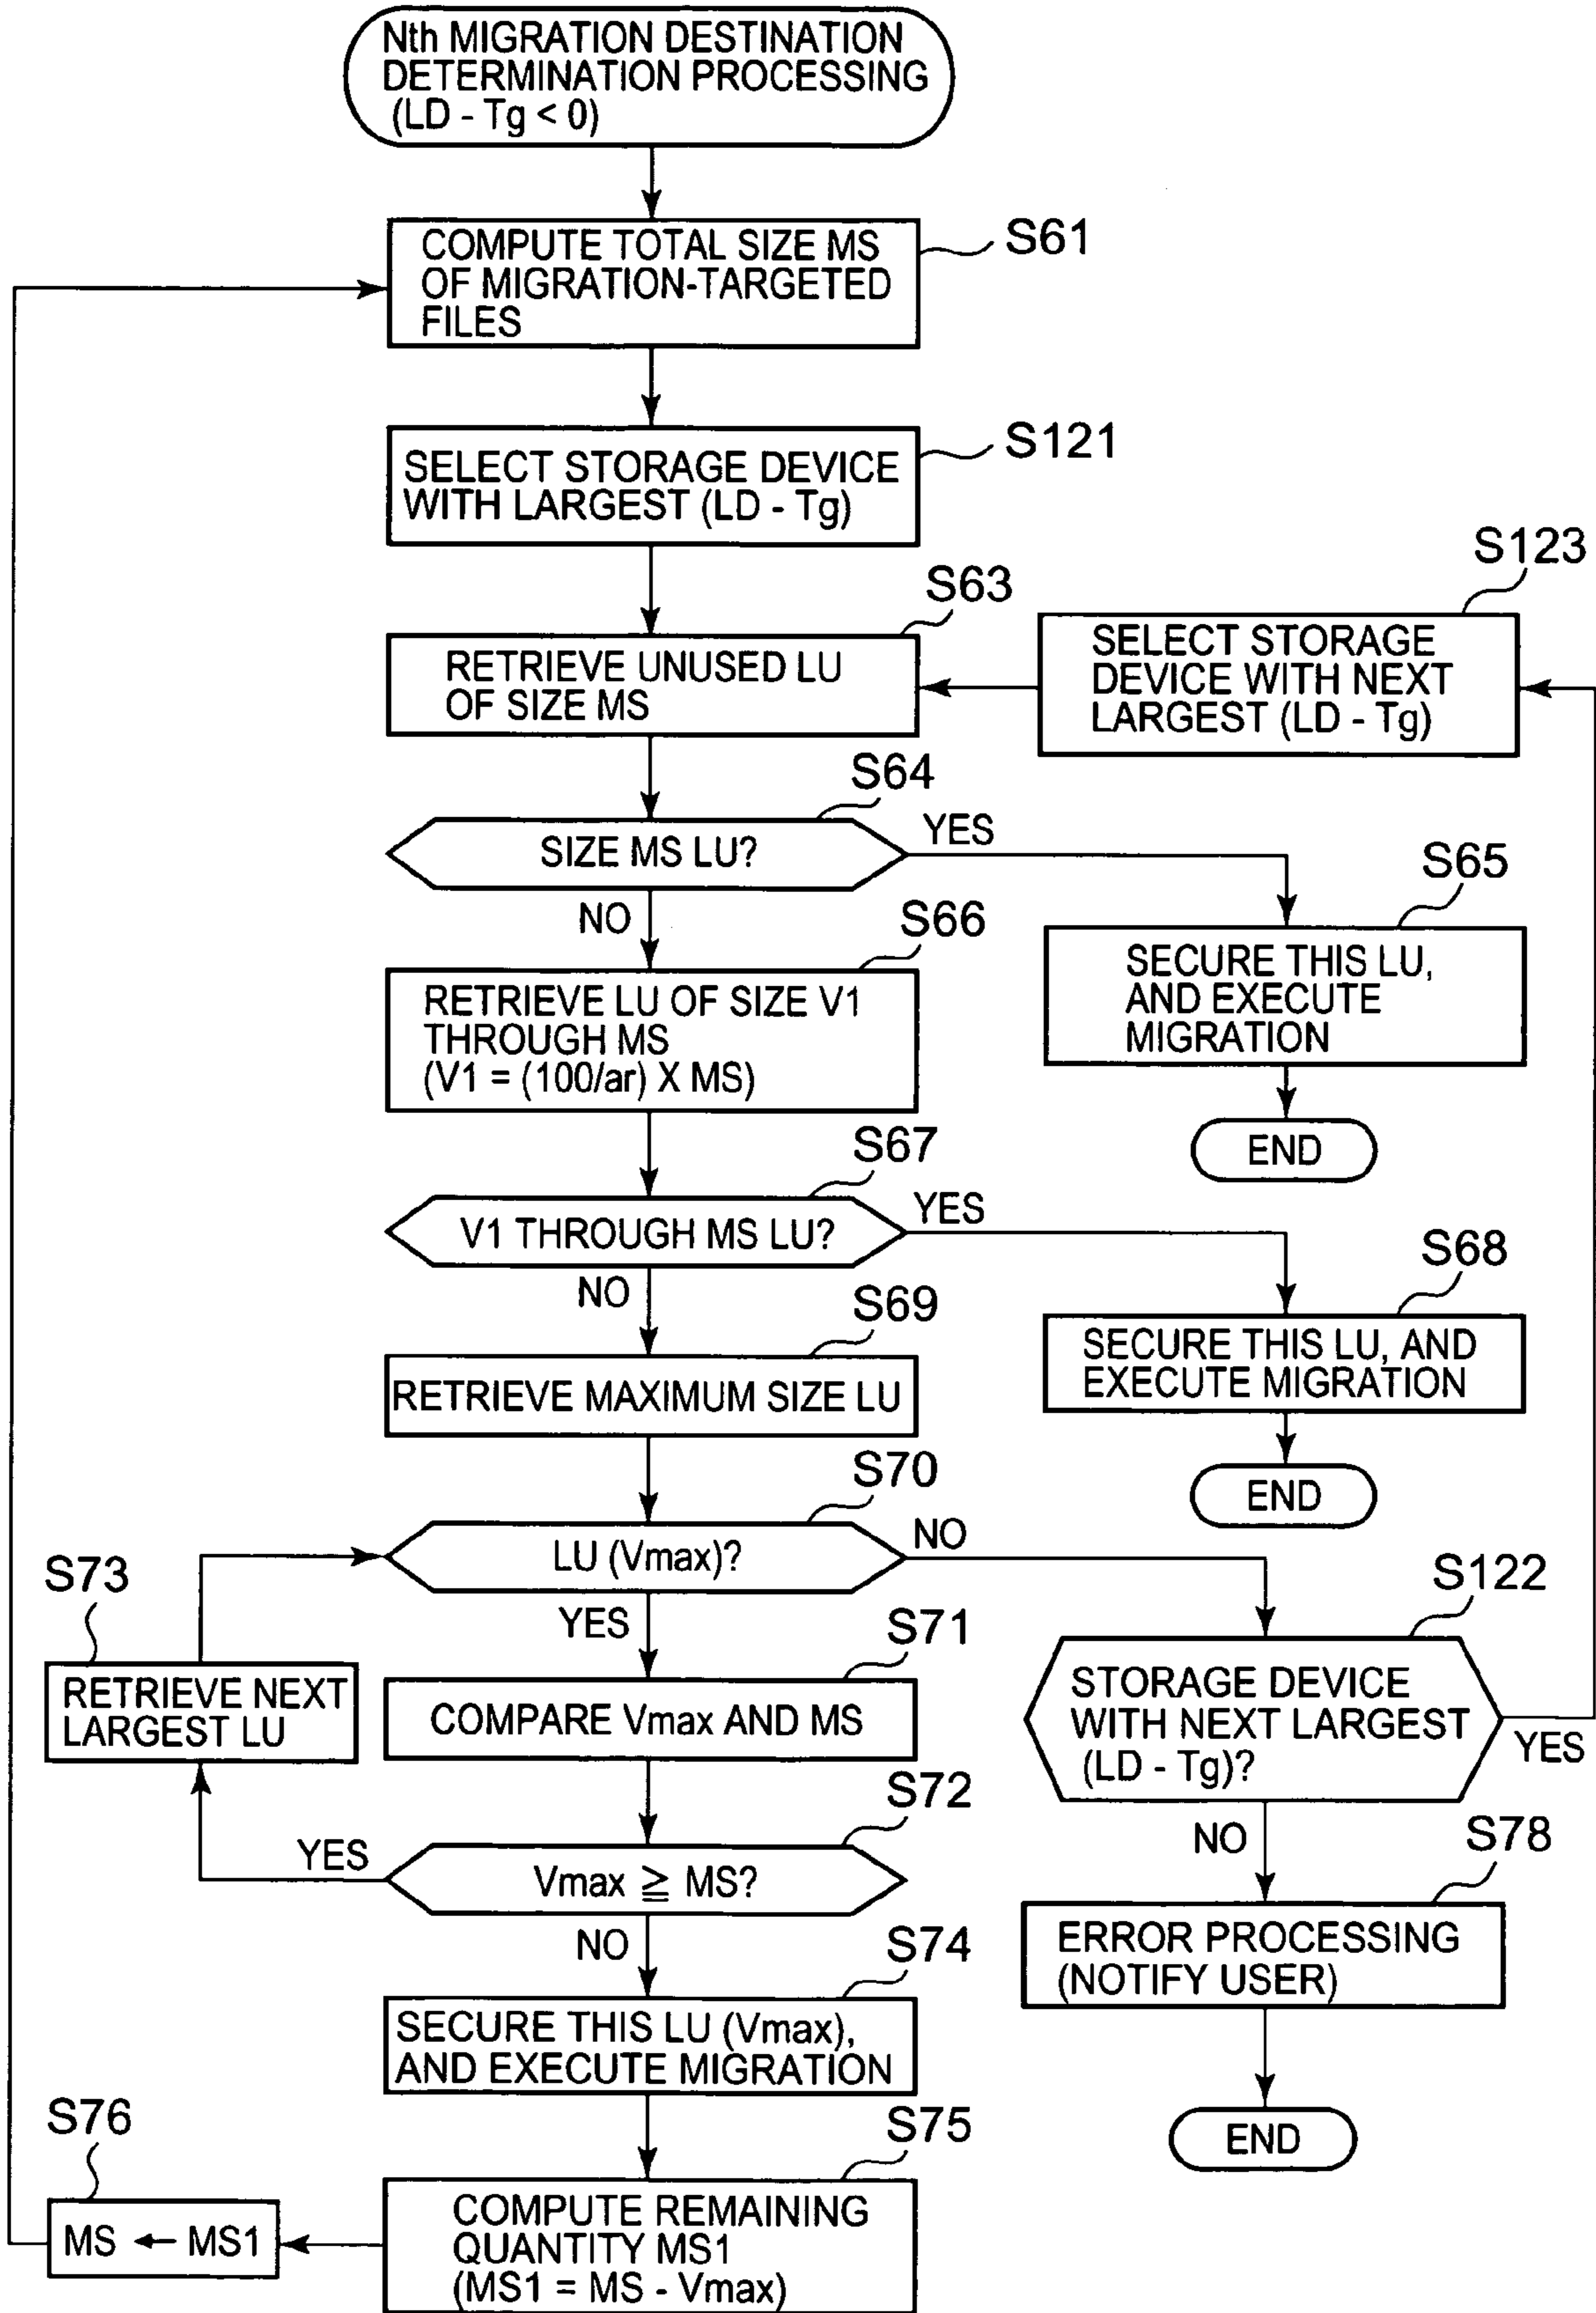 Nth MIGRATION DESTINATION
DETERMINATION PROCESSING
(LD - Tg < 0)
S61
COMPUTE TOTAL SIZE MS
OF MIGRATION-TARGETED
FILES
S121
SELECT STORAGE DEVICE
WITH LARGEST (LD - Tg)
S123
SELECT STORAGE
DEVICE WITH NEXT
LARGEST (LD - Tg)
S63
RETRIEVE UNUSED LU
OF SIZE MS
S64
SIZE MS LU?
YES
NO
S65
SECURE THIS LU,
AND EXECUTE
MIGRATION
END
S66
RETRIEVE LU OF SIZE V1
THROUGH MS
(V1 = (100/ar) X MS)
S67
V1 THROUGH MS LU?
YES
NO
S68
SECURE THIS LU, AND
EXECUTE MIGRATION
END
S69
RETRIEVE MAXIMUM SIZE LU
S70
LU (Vmax)?
NO
YES
S73
RETRIEVE NEXT
LARGEST LU
S71
COMPARE Vmax AND MS
S122
STORAGE DEVICE
WITH NEXT LARGEST
(LD - Tg)?
YES
NO
S72
Vmax ≧ MS?
YES
NO
S78
ERROR PROCESSING
(NOTIFY USER)
END
S74
SECURE THIS LU (Vmax),
AND EXECUTE MIGRATION
S75
COMPUTE REMAINING
QUANTITY MS1
(MS1 = MS - Vmax)
S76
MS ← MS1